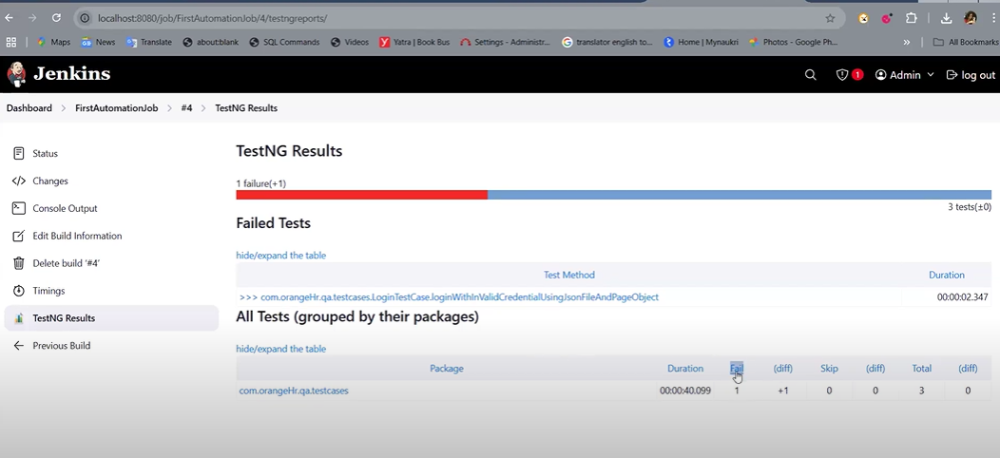 localhost:8080/job/FirstAutomationJob/4/testngreports/
Maps News Translate about:blank SQL Commands Videos Yatra | Book Bus Settings - Administr... translator english to... Home | Mynaukri Photos - Google Ph... » All Bookmarks
Jenkins 1 Admin log out
Dashboard > FirstAutomationJob > #4 > TestNG Results
Status
Changes
Console Output
Edit Build Information
Delete build '#4'
Timings
TestNG Results
Previous Build
TestNG Results
1 failure(+1)
3 tests(±0)
Failed Tests
hide/expand the table
Test Method Duration
>>> com.orangeHr.qa.testcases.LoginTestCase.loginWithInValidCredentialUsingJsonFileAndPageObject 00:00:02.347
All Tests (grouped by their packages)
hide/expand the table
Package Duration Fail (diff) Skip (diff) Total (diff)
com.orangeHr.qa.testcases 00:00:40.099 1 +1 0 0 3 0